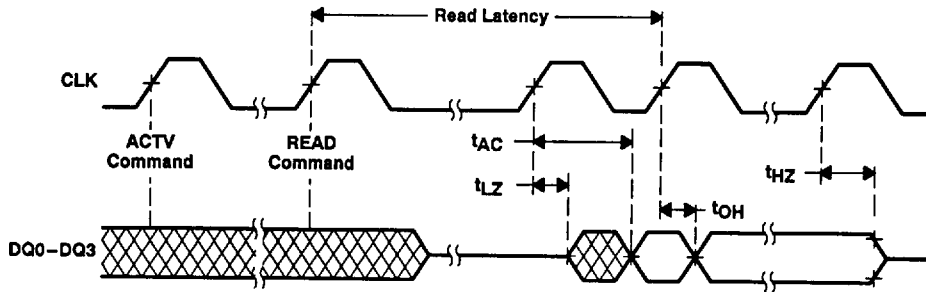 Read Latency
CLK
ACTV
Command
READ
Command
tAC
tLZ
tHZ
tOH
DQ0–DQ3